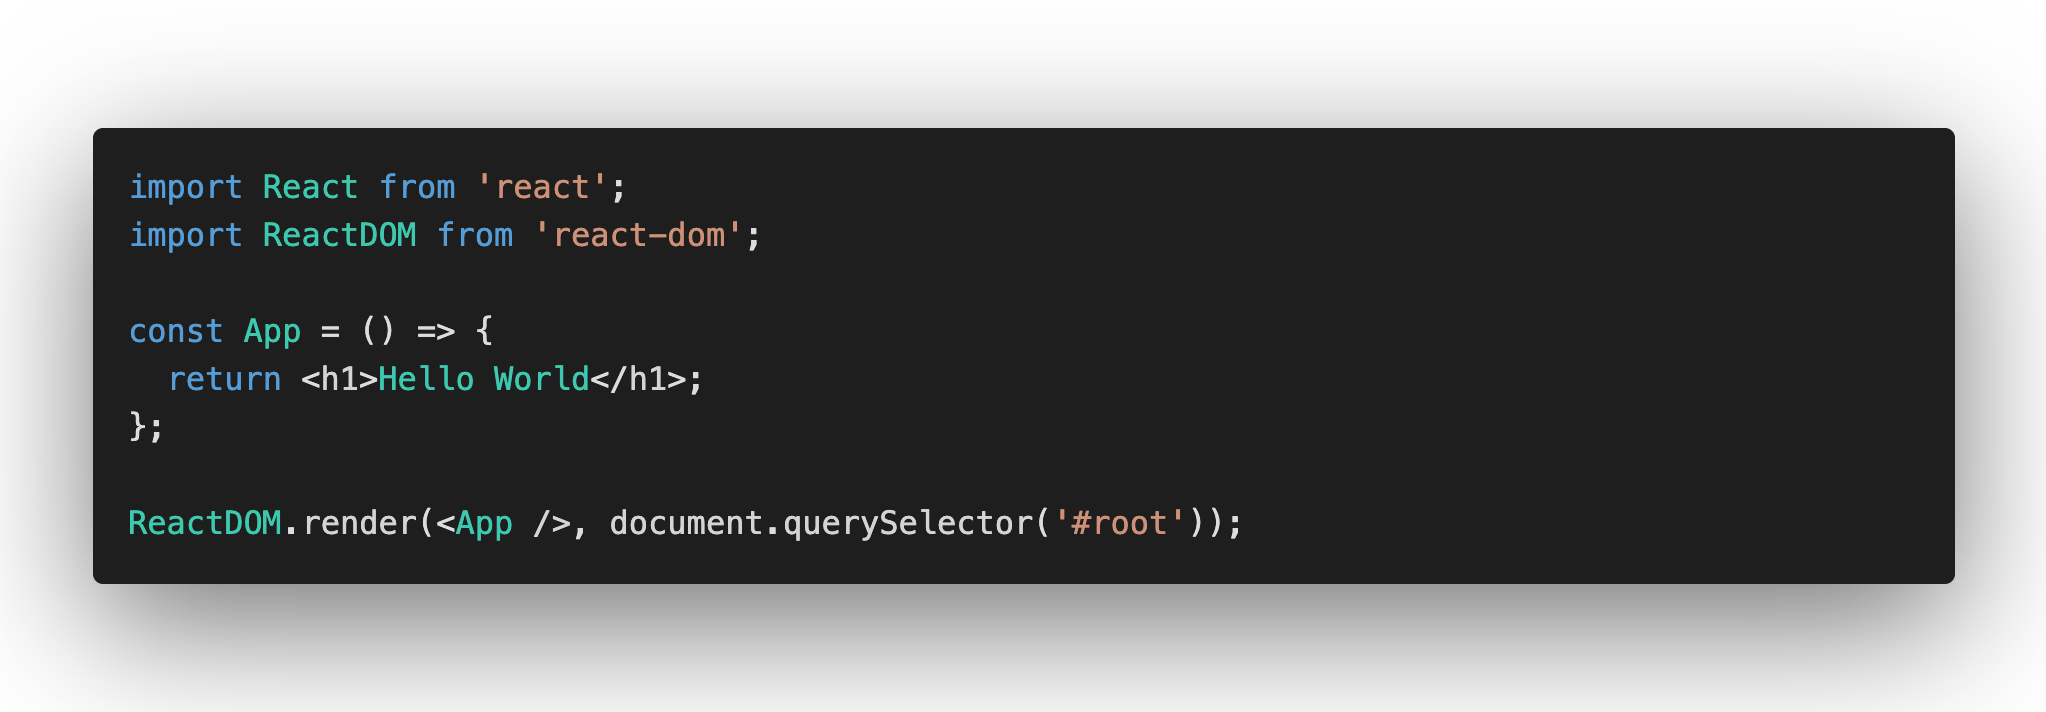 import React from 'react';
import ReactDOM from 'react-dom';

const App = () => {
  return <h1>Hello World</h1>;
};

ReactDOM.render(<App />, document.querySelector('#root'));